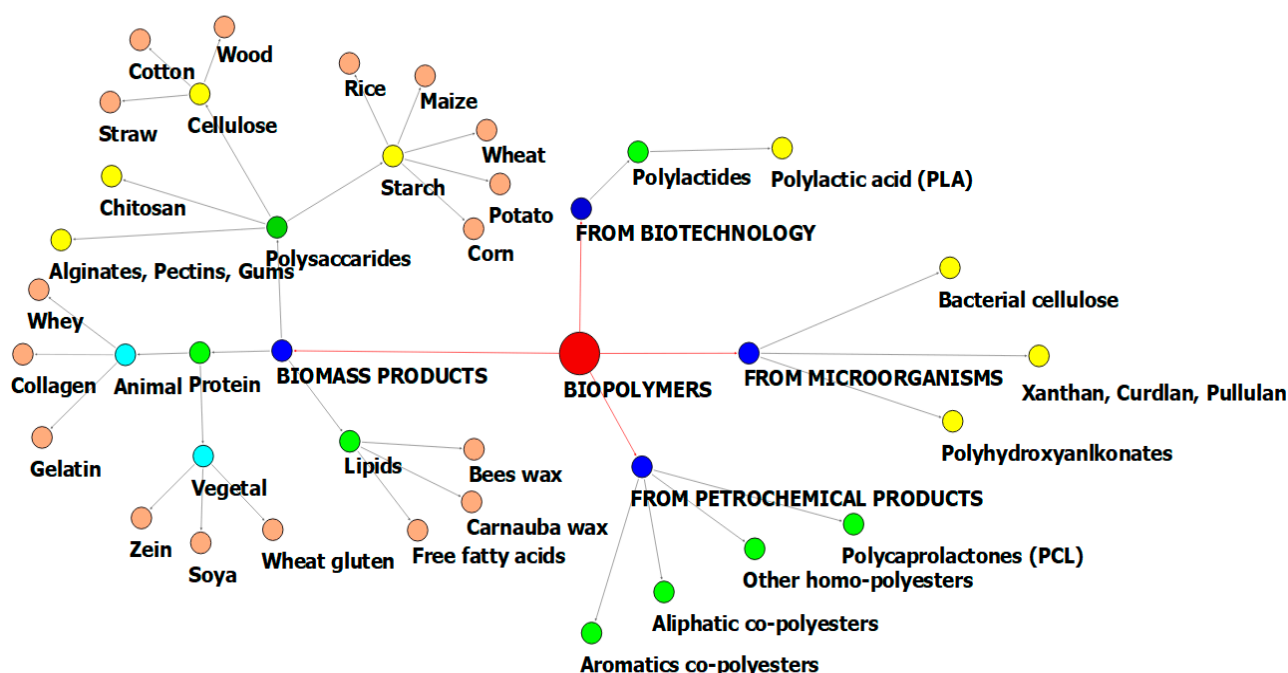 Wood
Cotton
Rice
Maize
Straw
Cellulose
Wheat
Polylactides
Polylactic acid (PLA)
Starch
Chitosan
Potato
FROM BIOTECHNOLOGY
Corn
Polysaccarides
Alginates, Pectins, Gums
Bacterial cellulose
Whey
BIOMASS PRODUCTS
FROM MICROORGANISMS
Collagen
Animal
Protein
BIOPOLYMERS
Xanthan, Curdlan, Pullulan
Polyhydroxyanlkonates
Gelatin
Lipids
Bees wax
Vegetal
FROM PETROCHEMICAL PRODUCTS
Carnauba wax
Zein
Wheat gluten
Free fatty acids
Polycaprolactones (PCL)
Soya
Other homo-polyesters
Aliphatic co-polyesters
Aromatics co-polyesters